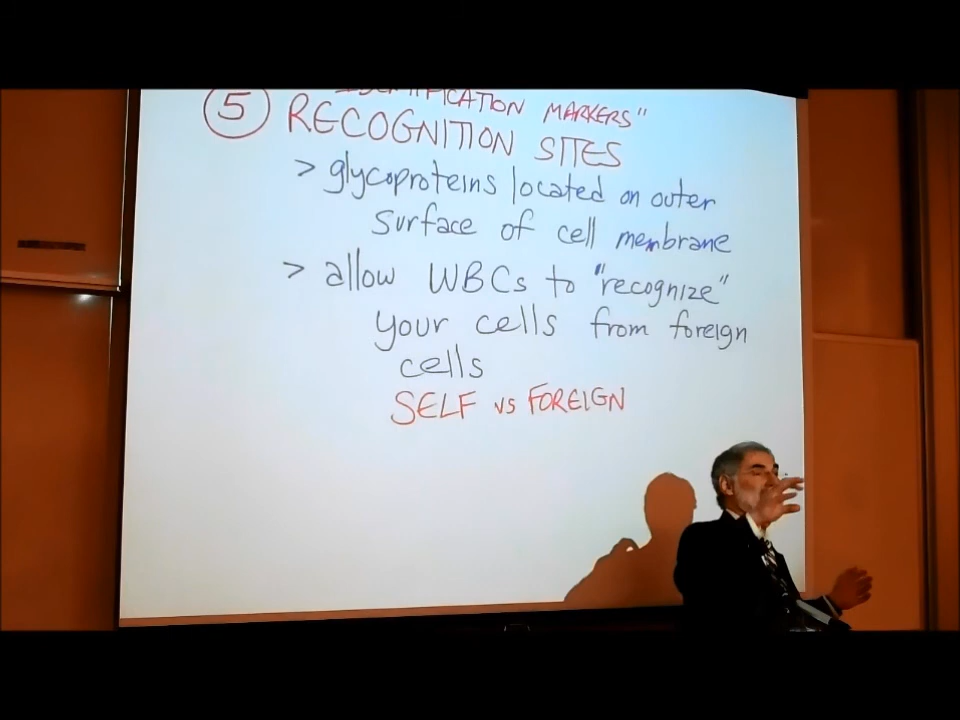 "IDENTIFICATION MARKERS"
5 RECOGNITION SITES
> glycoproteins located on outer
surface of cell membrane
> allow WBCs to "recognize"
your cells from foreign
cells
SELF vs FOREIGN